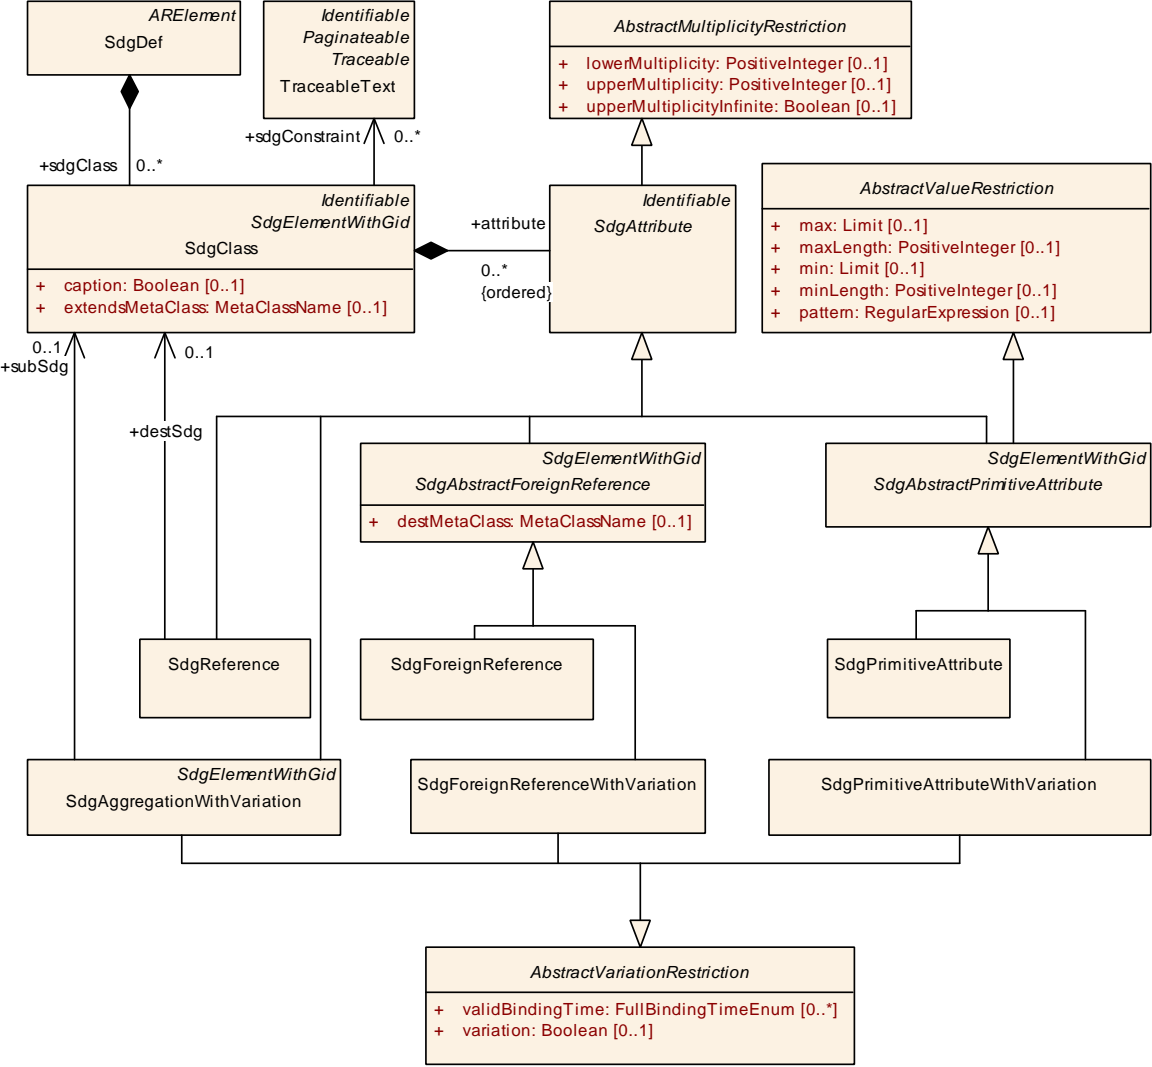 ARElement
SdgDef
Identifiable
Paginateable
Traceable
TraceableText
AbstractMultiplicityRestriction
+ lowerMultiplicity: PositiveInteger [0..1]
+ upperMultiplicity: PositiveInteger [0..1]
+ upperMultiplicityInfinite: Boolean [0..1]
+sdgConstraint
0..*
+sdgClass
0..*
Identifiable
SdgElementWithGid
SdgClass
+ caption: Boolean [0..1]
+ extendsMetaClass: MetaClassName [0..1]
+attribute
0..*
{ordered}
Identifiable
SdgAttribute
AbstractValueRestriction
+ max: Limit [0..1]
+ maxLength: PositiveInteger [0..1]
+ min: Limit [0..1]
+ minLength: PositiveInteger [0..1]
+ pattern: RegularExpression [0..1]
0..1
+subSdg
0..1
+destSdg
SdgElementWithGid
SdgAbstractForeignReference
+ destMetaClass: MetaClassName [0..1]
SdgElementWithGid
SdgAbstractPrimitiveAttribute
SdgReference
SdgForeignReference
SdgPrimitiveAttribute
SdgElementWithGid
SdgAggregationWithVariation
SdgForeignReferenceWithVariation
SdgPrimitiveAttributeWithVariation
AbstractVariationRestriction
+ validBindingTime: FullBindingTimeEnum [0..*]
+ variation: Boolean [0..1]